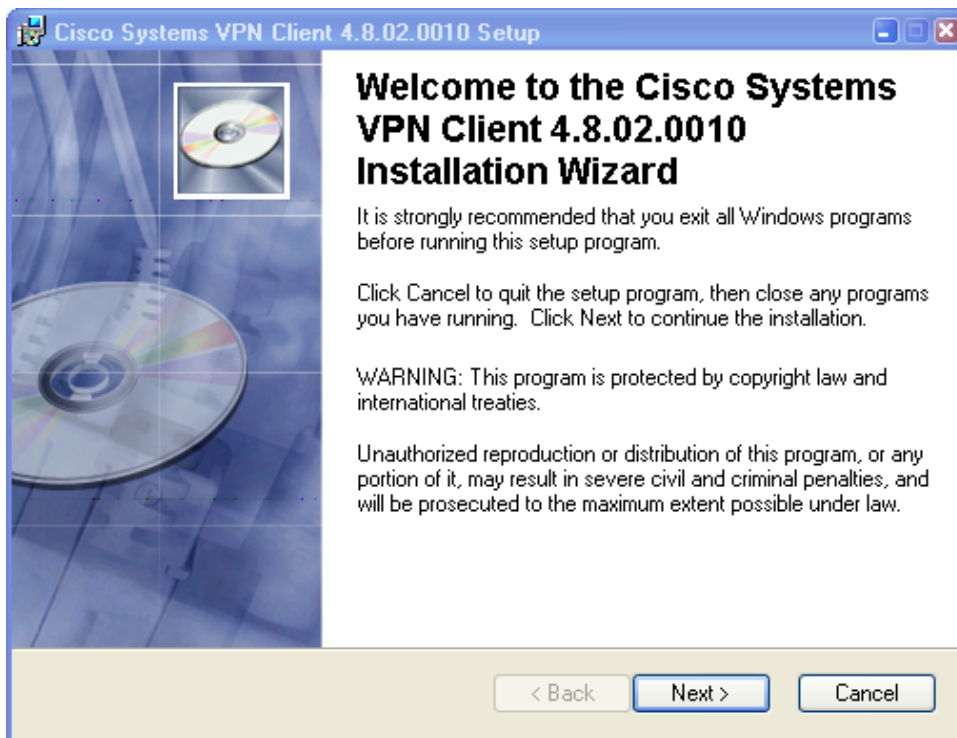 Cisco Systems VPN Client 4.8.02.0010 Setup
Welcome to the Cisco Systems
VPN Client 4.8.02.0010
Installation Wizard
It is strongly recommended that you exit all Windows programs
before running this setup program.
Click Cancel to quit the setup program, then close any programs
you have running.  Click Next to continue the installation.
WARNING: This program is protected by copyright law and
international treaties.
Unauthorized reproduction or distribution of this program, or any
portion of it, may result in severe civil and criminal penalties, and
will be prosecuted to the maximum extent possible under law.
< Back
Next >
Cancel